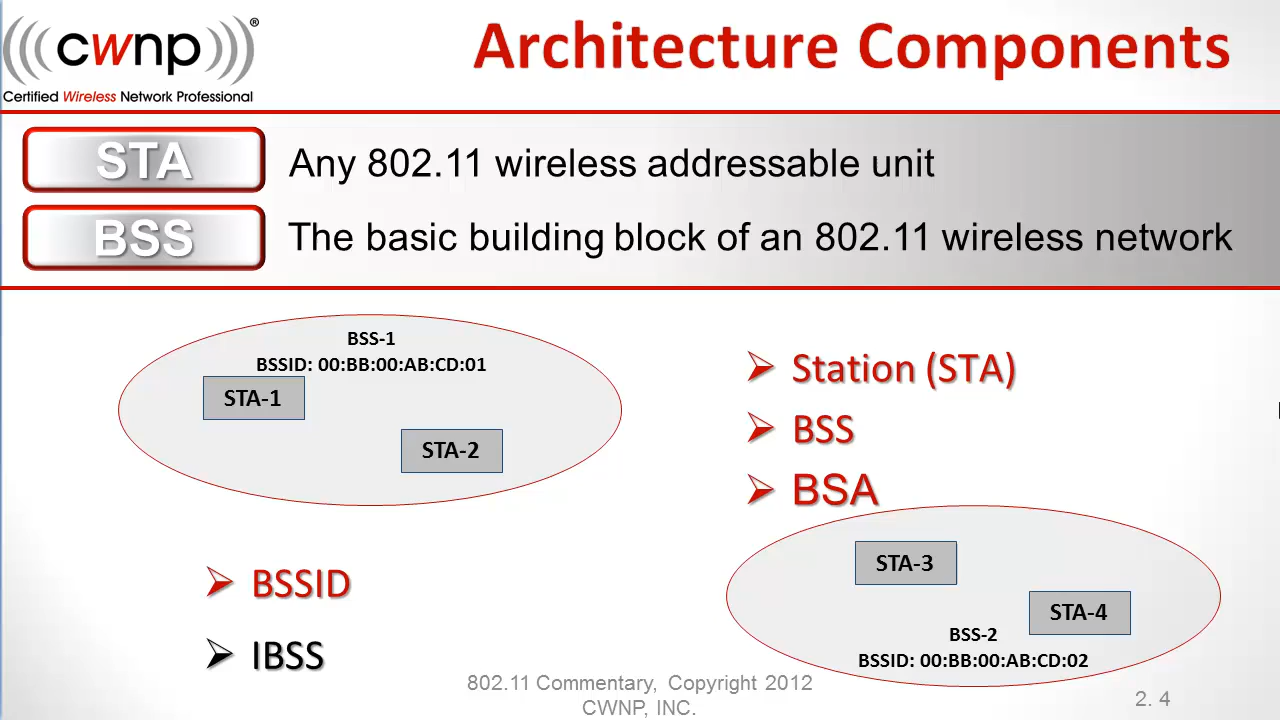 cwnp®
Certified Wireless Network Professional
Architecture Components
STA
Any 802.11 wireless addressable unit
BSS
The basic building block of an 802.11 wireless network
BSS-1
BSSID: 00:BB:00:AB:CD:01
STA-1
STA-2
➢ Station (STA)
➢ BSS
➢ BSA
➢ BSSID
➢ IBSS
STA-3
STA-4
BSS-2
BSSID: 00:BB:00:AB:CD:02
802.11 Commentary, Copyright 2012
CWNP, INC.
2. 4